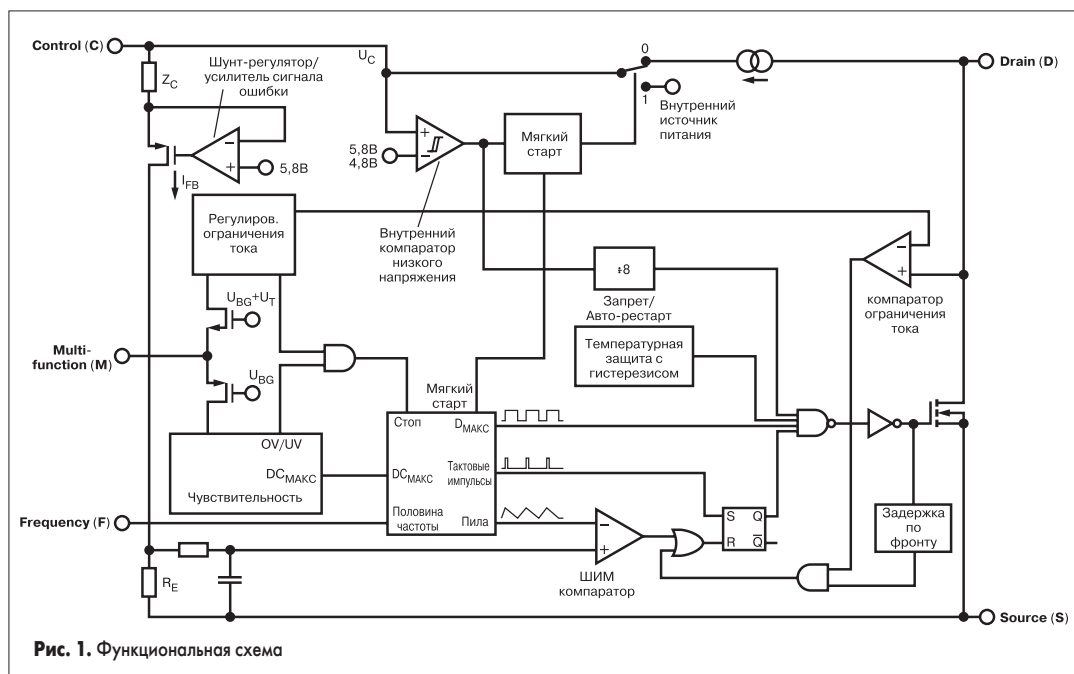 Control (C)
Z_C
Шунт-регулятор/
усилитель сигнала
ошибки
5,8В
I_FB
U_C
0
1
Drain (D)
Внутренний
источник
питания
5,8В
4,8В
Мягкий
старт
Внутренний
компаратор
низкого
напряжения
Регулиров.
ограничения
тока
÷8
Запрет/
Авто-рестарт
компаратор
ограничения
тока
U_BG+U_T
Multi-
function (M)
U_BG
Температурная
защита с
гистерезисом
Мягкий
старт
Стоп
D_МАКС
OV/UV
DC_МАКС
Чувствительность
DC_МАКС
Тактовые
импульсы
Половина
частоты
Пила
Frequency (F)
S
Q
R
Q̅
Задержка
по
фронту
ШИМ
компаратор
R_E
Source (S)
Рис. 1. Функциональная схема